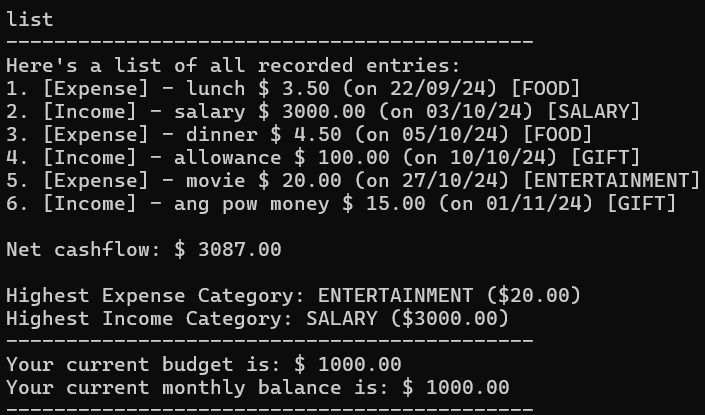 list
--------------------------------------------
Here's a list of all recorded entries:
1. [Expense] - lunch $ 3.50 (on 22/09/24) [FOOD]
2. [Income] - salary $ 3000.00 (on 03/10/24) [SALARY]
3. [Expense] - dinner $ 4.50 (on 05/10/24) [FOOD]
4. [Income] - allowance $ 100.00 (on 10/10/24) [GIFT]
5. [Expense] - movie $ 20.00 (on 27/10/24) [ENTERTAINMENT]
6. [Income] - ang pow money $ 15.00 (on 01/11/24) [GIFT]
Net cashflow: $ 3087.00
Highest Expense Category: ENTERTAINMENT ($20.00)
Highest Income Category: SALARY ($3000.00)
--------------------------------------------
Your current budget is: $ 1000.00
Your current monthly balance is: $ 1000.00
--------------------------------------------